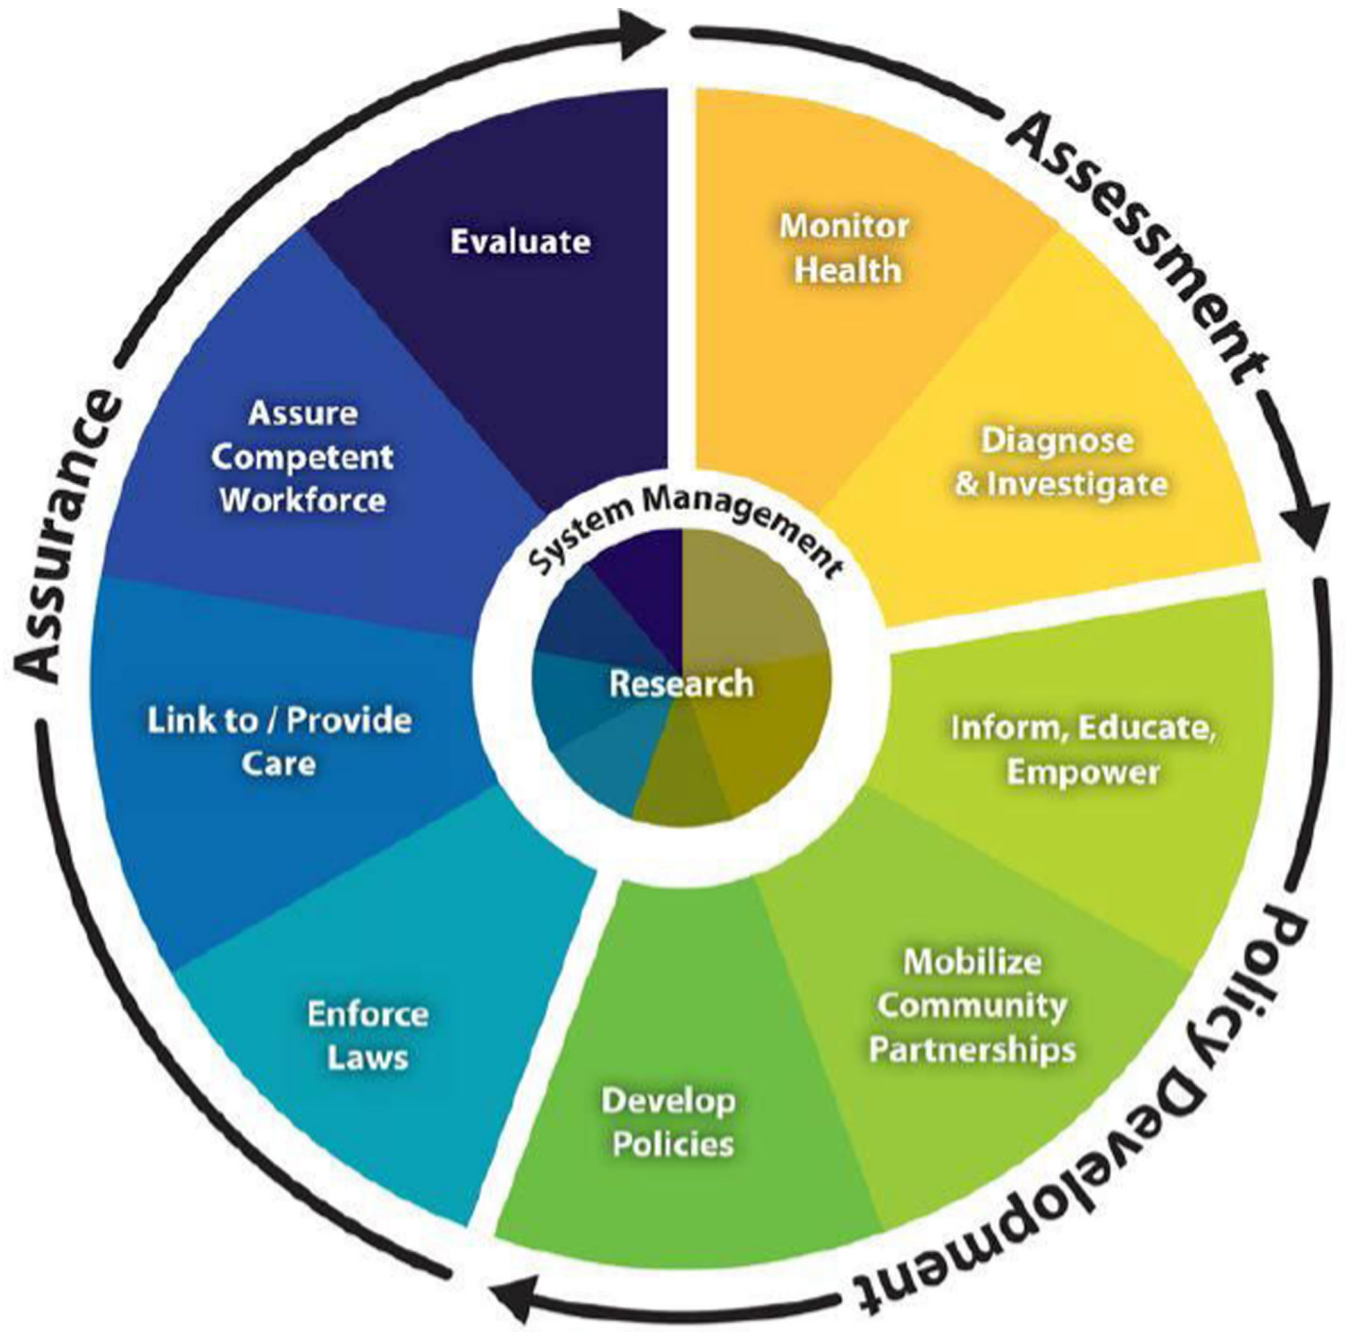 Assessment
Monitor
Health
Diagnose
& Investigate
Policy Development
Inform, Educate,
Empower
Mobilize
Community
Partnerships
Develop
Policies
Assurance
Enforce
Laws
Link to / Provide
Care
Assure
Competent
Workforce
Evaluate
System Management
Research